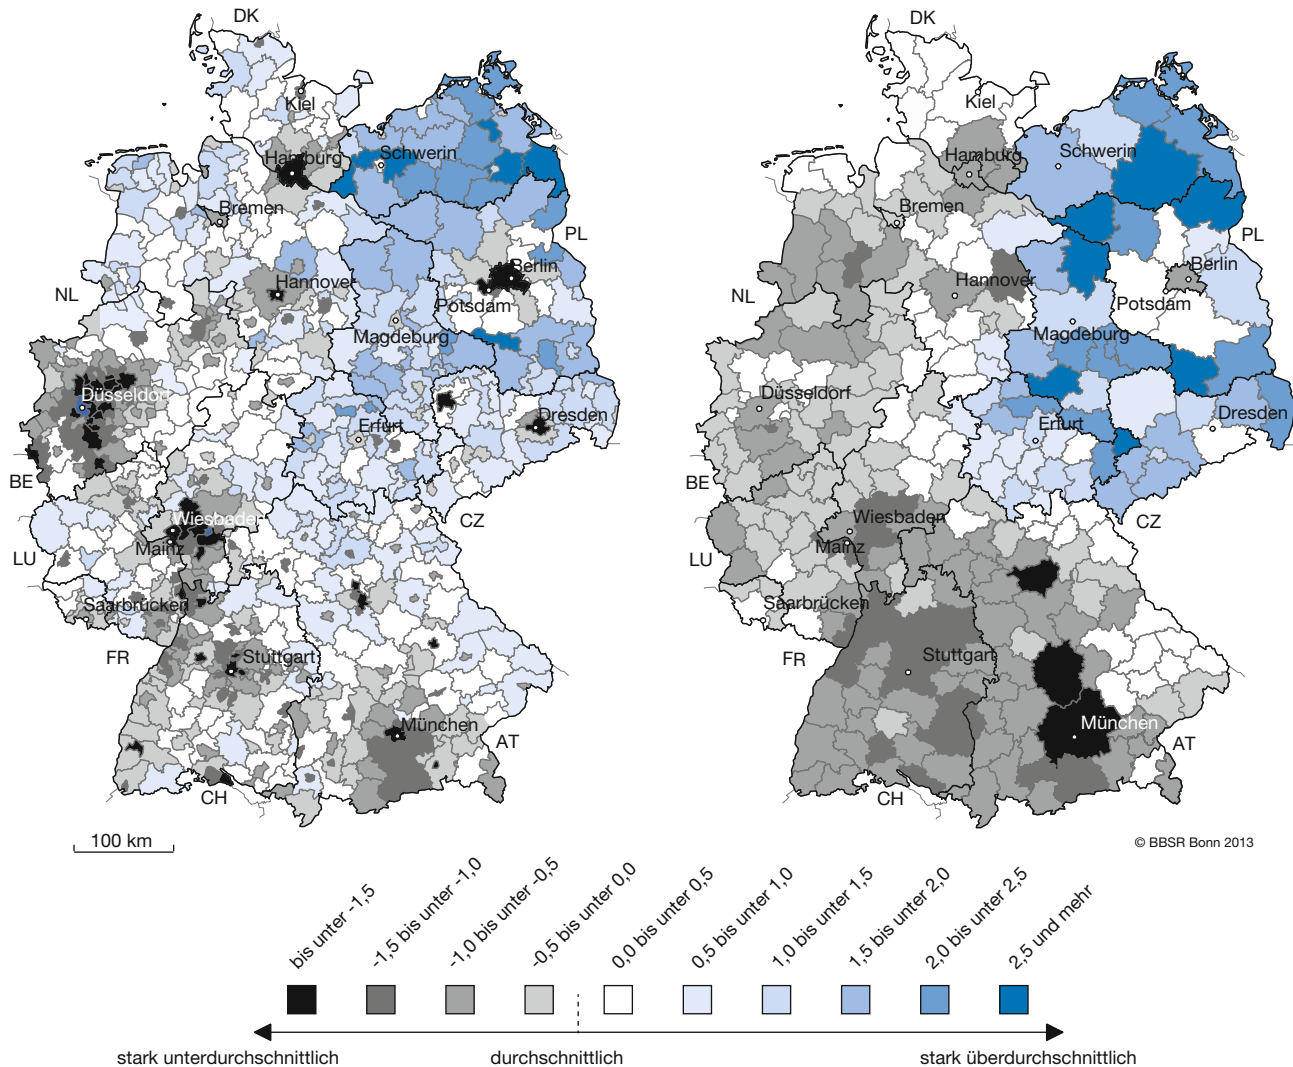 DK
Kiel
Hamburg
Schwerin
Bremen
PL
Berlin
Hannover
NL
Potsdam
Magdeburg
Düsseldorf
Dresden
Erfurt
BE
Wiesbaden
CZ
Mainz
LU
Saarbrücken
FR
Stuttgart
München
AT
CH
100 km
DK
Kiel
Hamburg
Schwerin
Bremen
PL
Berlin
Hannover
NL
Potsdam
Magdeburg
Düsseldorf
Dresden
Erfurt
BE
Wiesbaden
CZ
Mainz
LU
Saarbrücken
FR
Stuttgart
München
AT
CH
© BBSR Bonn 2013
bis unter -1,5
-1,5 bis unter -1,0
-1,0 bis unter -0,5
-0,5 bis unter 0,0
0,0 bis unter 0,5
0,5 bis unter 1,0
1,0 bis unter 1,5
1,5 bis unter 2,0
2,0 bis unter 2,5
2,5 und mehr
stark unterdurchschnittlich
durchschnittlich
stark überdurchschnittlich